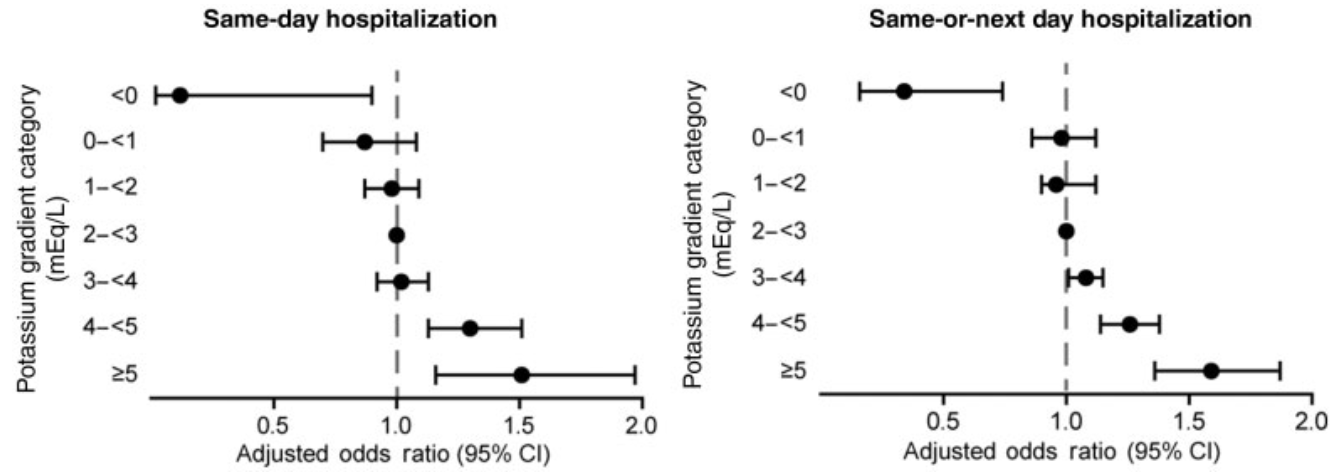 Same-day hospitalization
Potassium gradient category
(mEq/L)
<0
0–<1
1–<2
2–<3
3–<4
4–<5
≥5
0.5 1.0 1.5 2.0
Adjusted odds ratio (95% CI)
Same-or-next day hospitalization
Potassium gradient category
(mEq/L)
<0
0–<1
1–<2
2–<3
3–<4
4–<5
≥5
0.5 1.0 1.5 2.0
Adjusted odds ratio (95% CI)